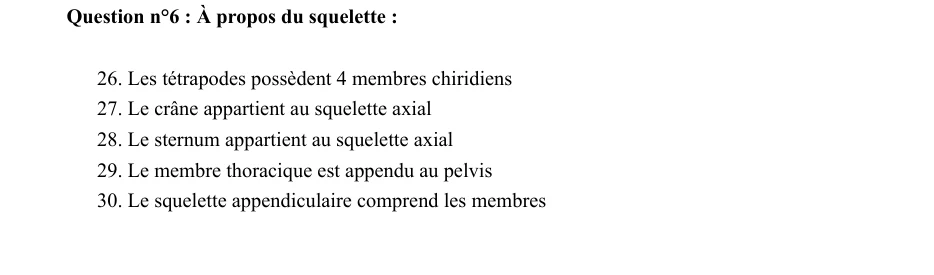 Question n°6 : À propos du squelette :
26. Les tétrapodes possèdent 4 membres chiridiens
27. Le crâne appartient au squelette axial
28. Le sternum appartient au squelette axial
29. Le membre thoracique est appendu au pelvis
30. Le squelette appendiculaire comprend les membres